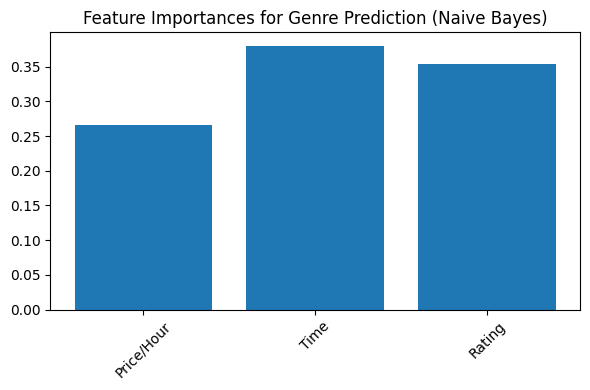 Feature Importances for Genre Prediction (Naive Bayes)
0.35
0.30
0.25
0.20
0.15
0.10
0.05
0.00
Price/Hour
Time
Rating